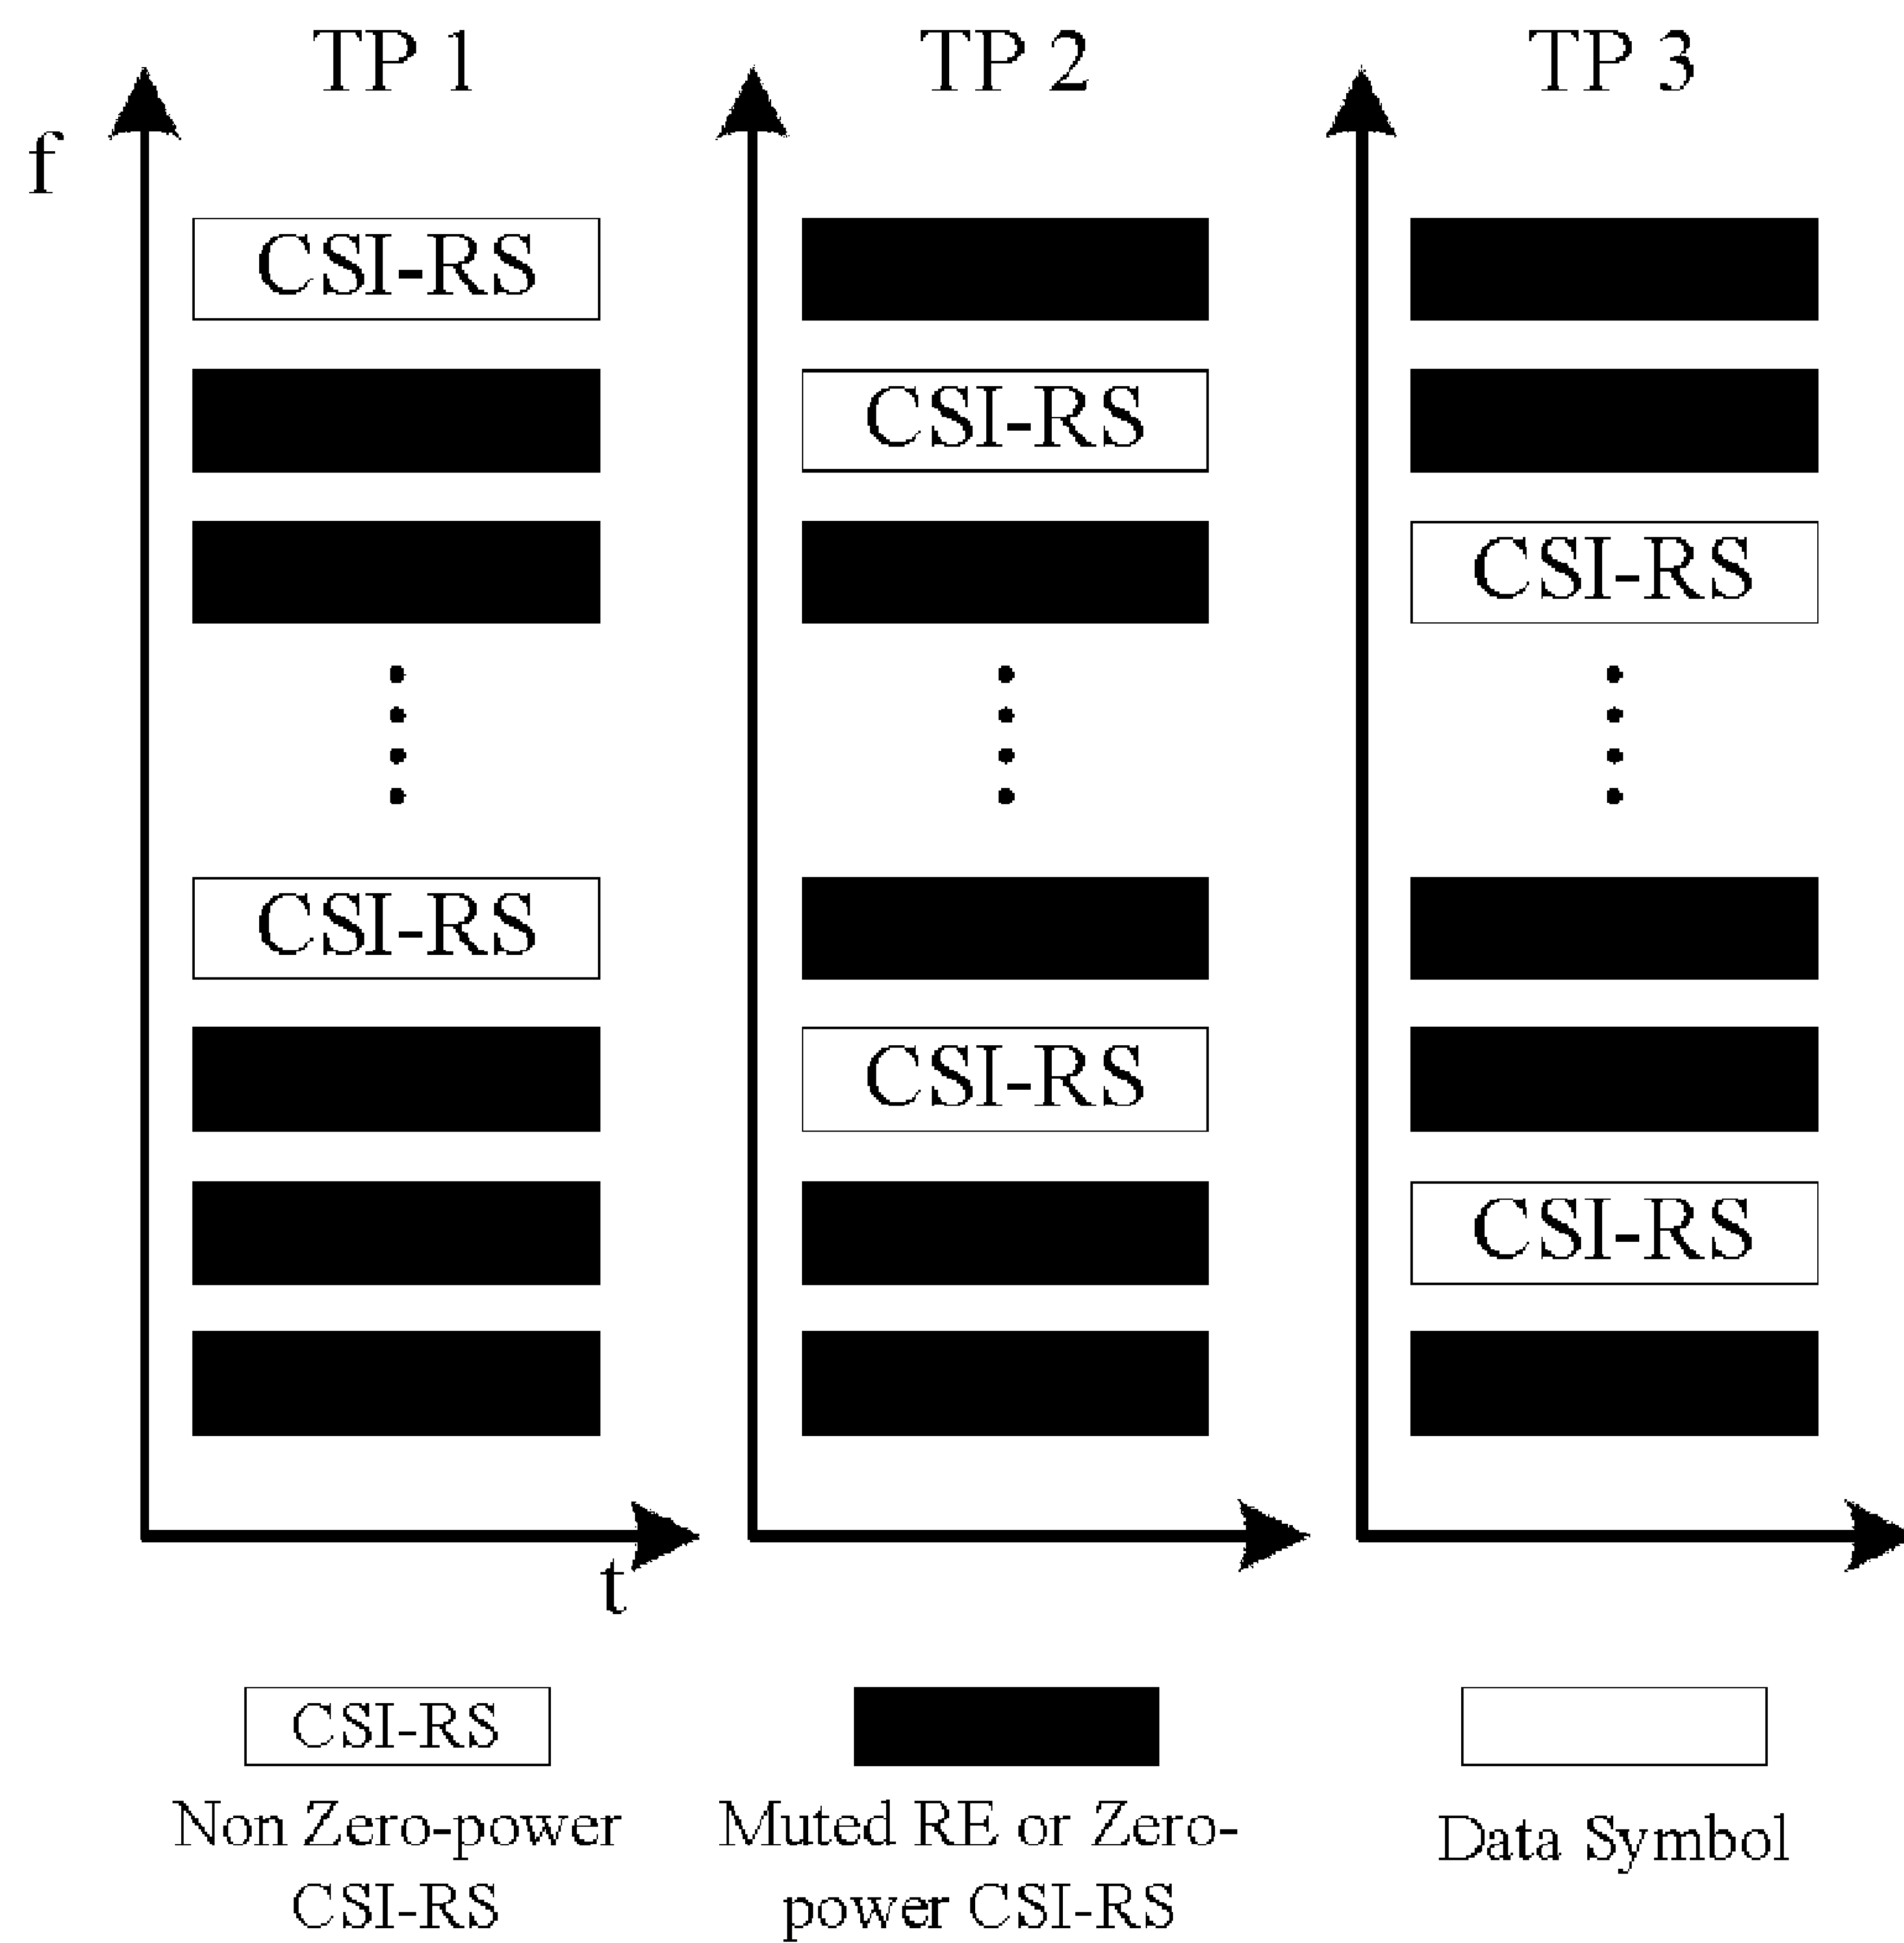 TP 1
TP 2
TP 3
f
CSI-RS
CSI-RS
CSI-RS
CSI-RS
CSI-RS
CSI-RS
t
CSI-RS
Non Zero-power
CSI-RS
Muted RE or Zero-
power CSI-RS
Data Symbol